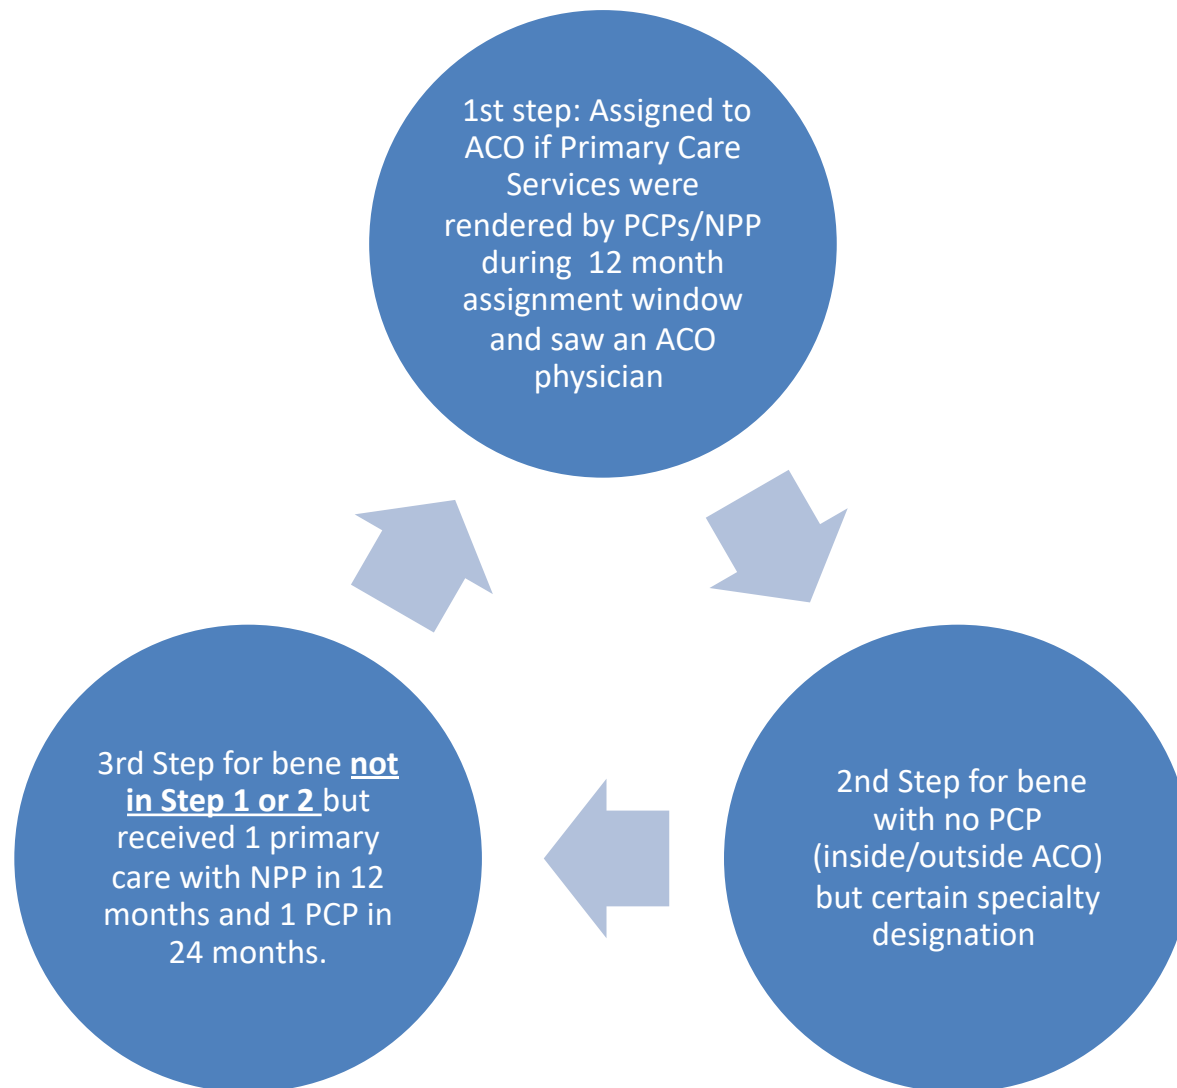 1st step: Assigned to
ACO if Primary Care
Services were
rendered by PCPs/NPP
during  12 month
assignment window
and saw an ACO
physician
2nd Step for bene
with no PCP
(inside/outside ACO)
but certain specialty
designation
3rd Step for bene not
in Step 1 or 2 but
received 1 primary
care with NPP in 12
months and 1 PCP in
24 months.